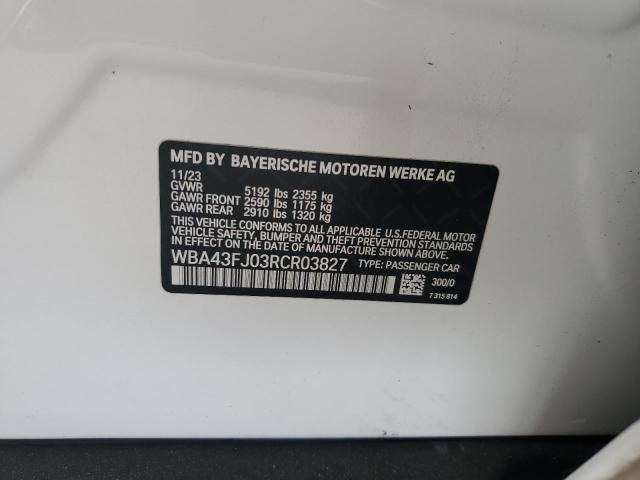 MFD BY BAYERISCHE MOTOREN WERKE AG
11/23
GVWR 5192 lbs 2355 kg
GAWR FRONT 2590 lbs 1175 kg
GAWR REAR 2910 lbs 1320 kg
THIS VEHICLE CONFORMS TO ALL APPLICABLE U.S.FEDERAL MOTOR
VEHICLE SAFETY, BUMPER, AND THEFT PREVENTION STANDARDS IN EFFECT
ON THE DATE OF MANUFACTURE SHOWN ABOVE.
WBA43FJ03RCR03827 TYPE: PASSENGER CAR
300/0
7 315 814